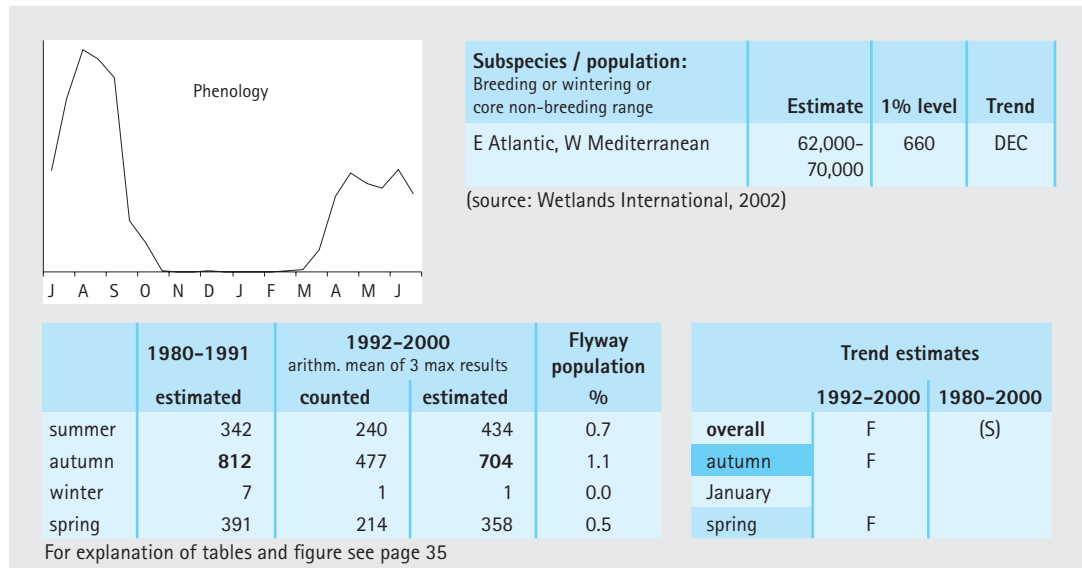 Phenology
J A S O N D J F M A M J
Subspecies / population:
Breeding or wintering or
core non-breeding range Estimate 1% level Trend
E Atlantic, W Mediterranean 62,000- 660 DEC
70,000
(source: Wetlands International, 2002)
1980–1991 1992–2000 Flyway
arithm. mean of 3 max results population
estimated counted estimated %
summer 342 240 434 0.7
autumn 812 477 704 1.1
winter 7 1 1 0.0
spring 391 214 358 0.5
For explanation of tables and figure see page 35
Trend estimates
1992–2000 1980–2000
overall F (S)
autumn F
January
spring F